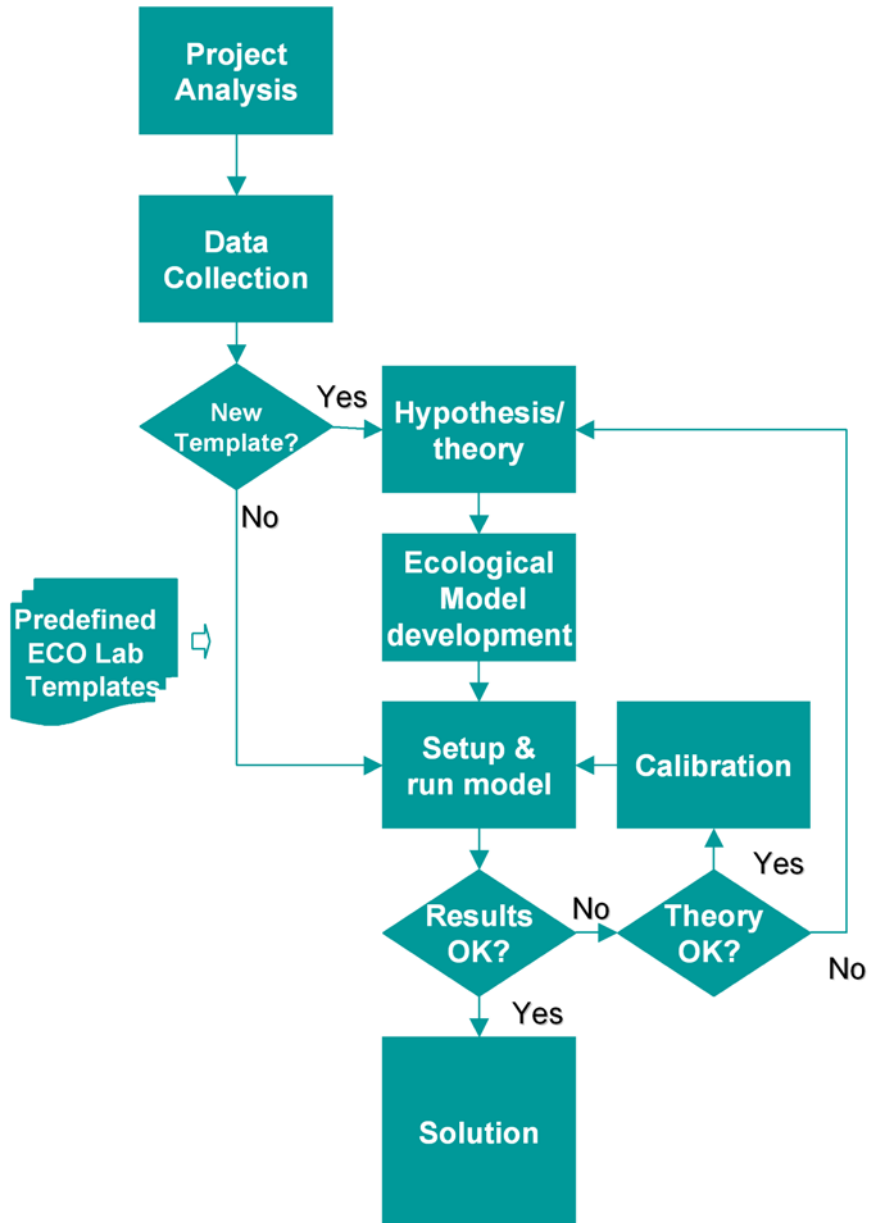 Project
Analysis
Data
Collection
New
Template?
Yes
Hypothesis/
theory
No
Ecological
Model
development
Predefined
ECO Lab
Templates
Setup &
run model
Calibration
Yes
Results
OK?
No
Theory
OK?
No
Yes
Solution